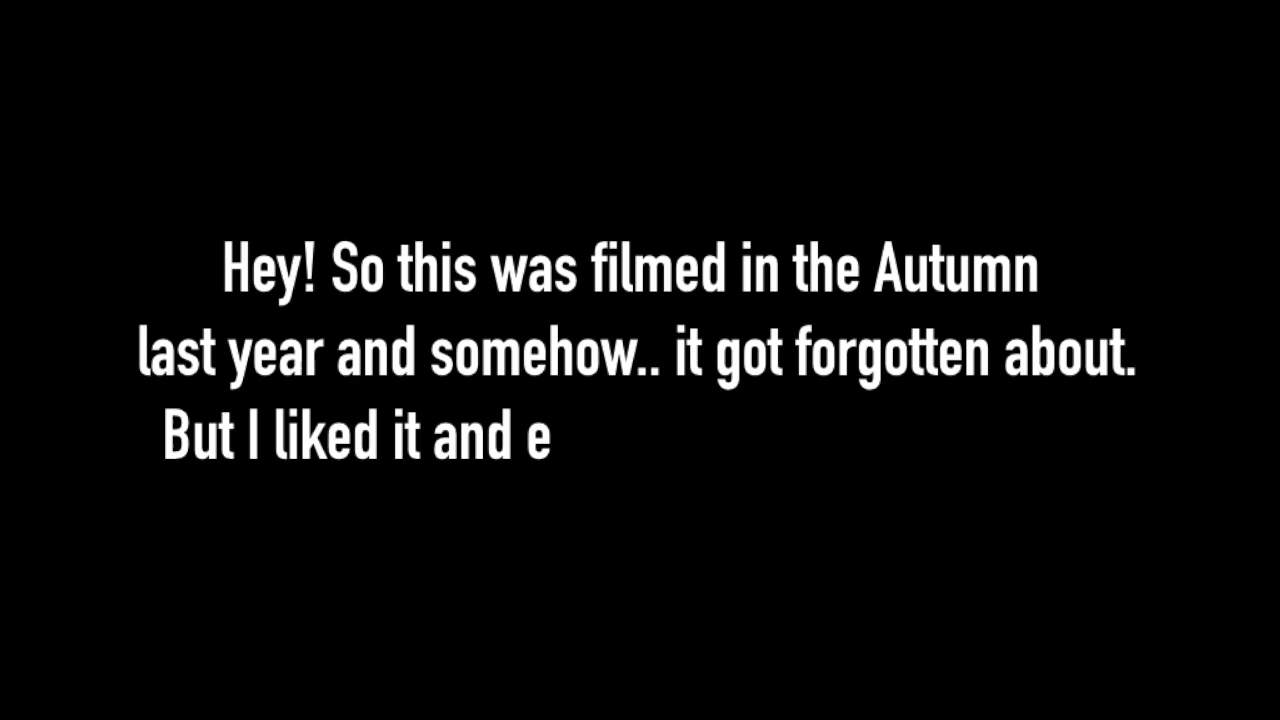 Hey! So this was filmed in the Autumn
last year and somehow.. it got forgotten about.
But I liked it and e